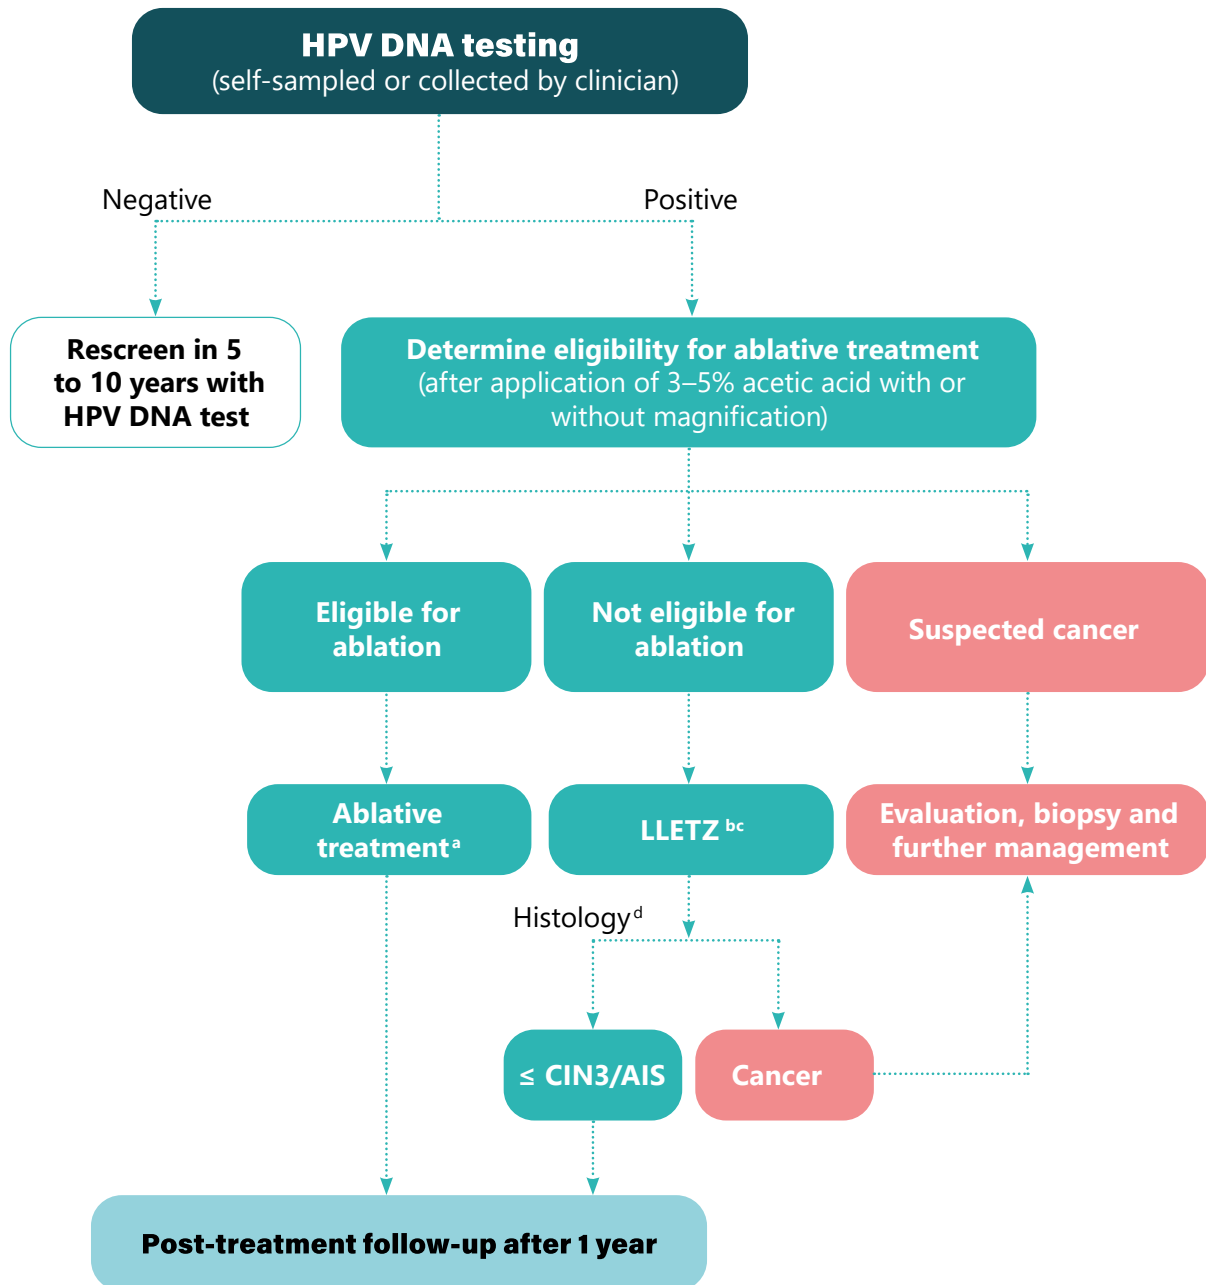 HPV DNA testing
(self-sampled or collected by clinician)
Negative
Positive
Rescreen in 5
to 10 years with
HPV DNA test
Determine eligibility for ablative treatment
(after application of 3–5% acetic acid with or
without magnification)
Eligible for
ablation
Not eligible for
ablation
Suspected cancer
Ablative
treatment a
LLETZ bc
Evaluation, biopsy and
further management
Histology d
≤ CIN3/AIS
Cancer
Post-treatment follow-up after 1 year